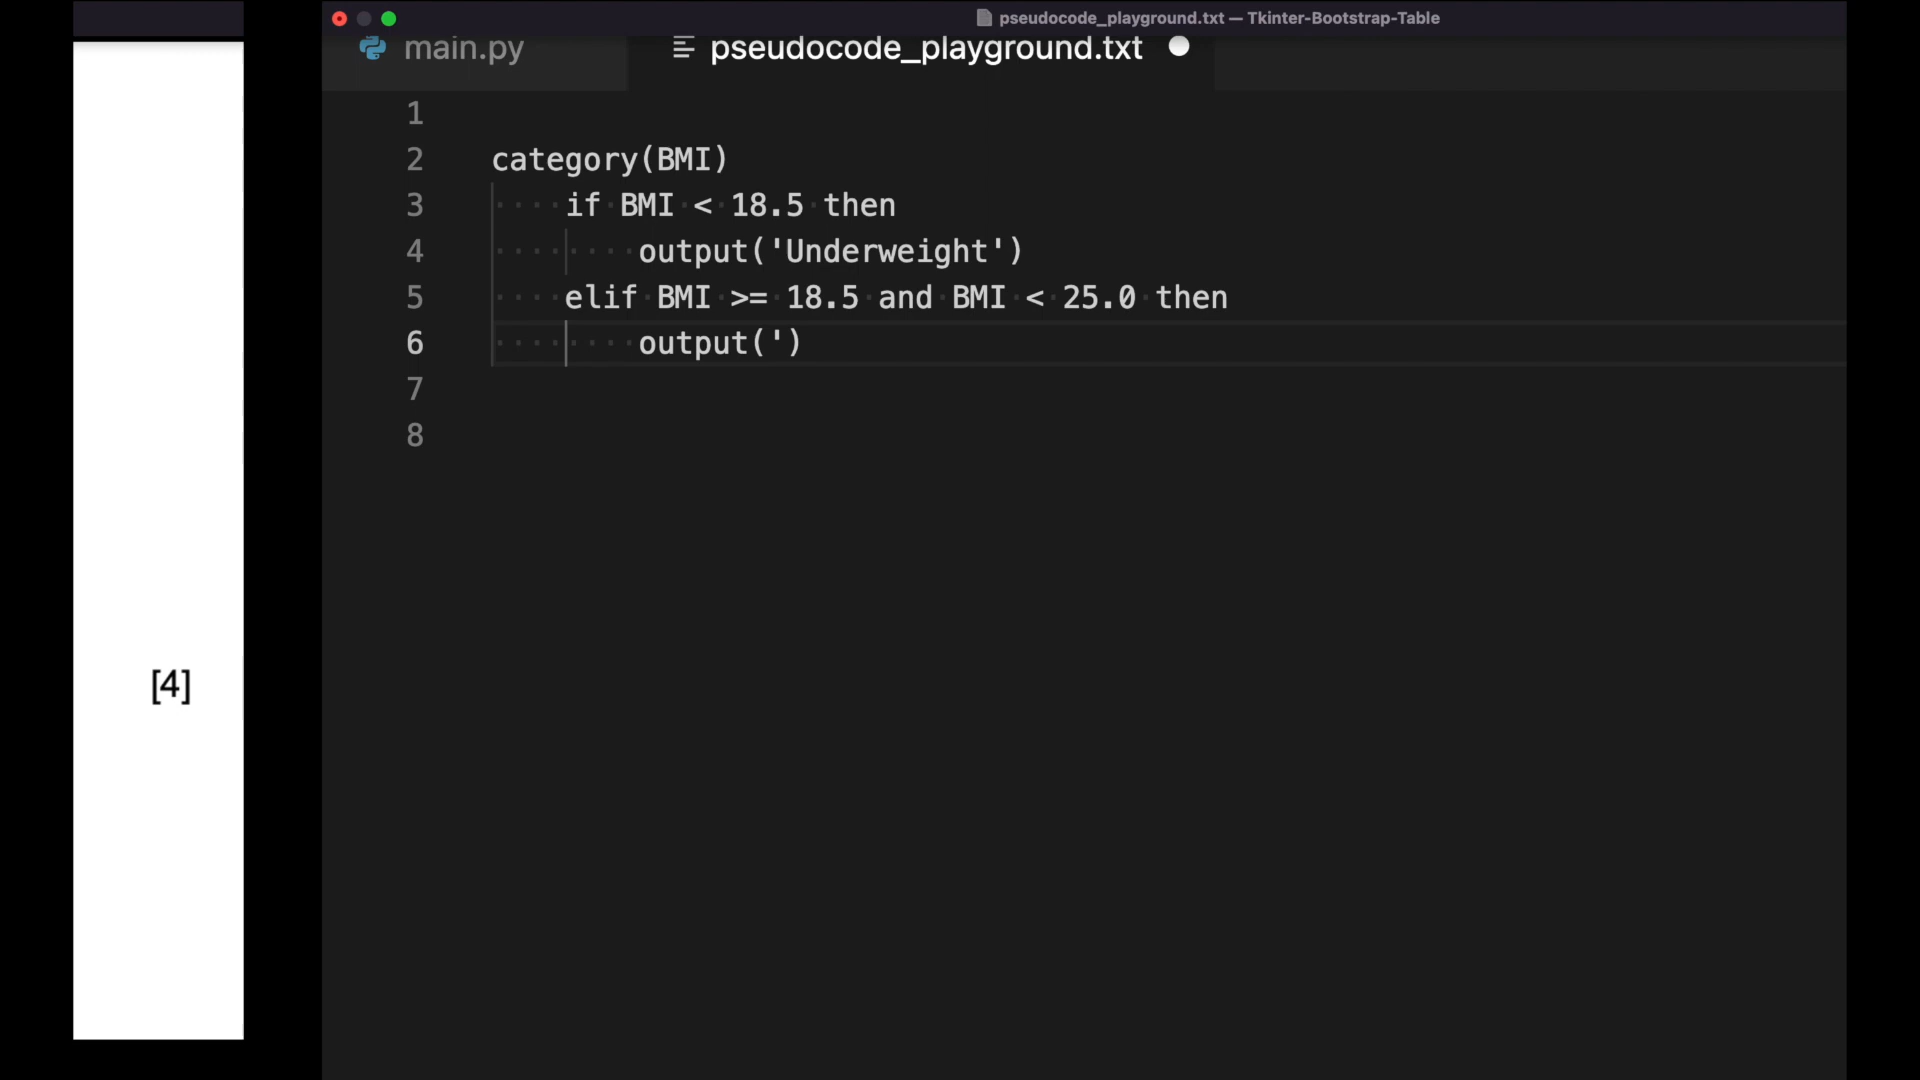 pseudocode_playground.txt — Tkinter-Bootstrap-Table
main.py
pseudocode_playground.txt
1
2 category(BMI)
3 if BMI < 18.5 then
4 output('Underweight')
5 elif BMI >= 18.5 and BMI < 25.0 then
6 output(')
7
8
[4]